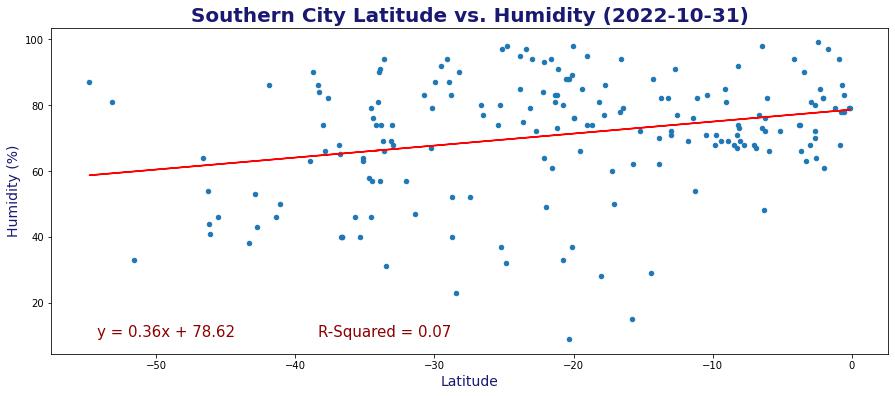 Southern City Latitude vs. Humidity (2022-10-31)
100
80
60
40
20
Humidity (%)
y = 0.36x + 78.62
R-Squared = 0.07
−50
−40
−30
−20
−10
0
Latitude